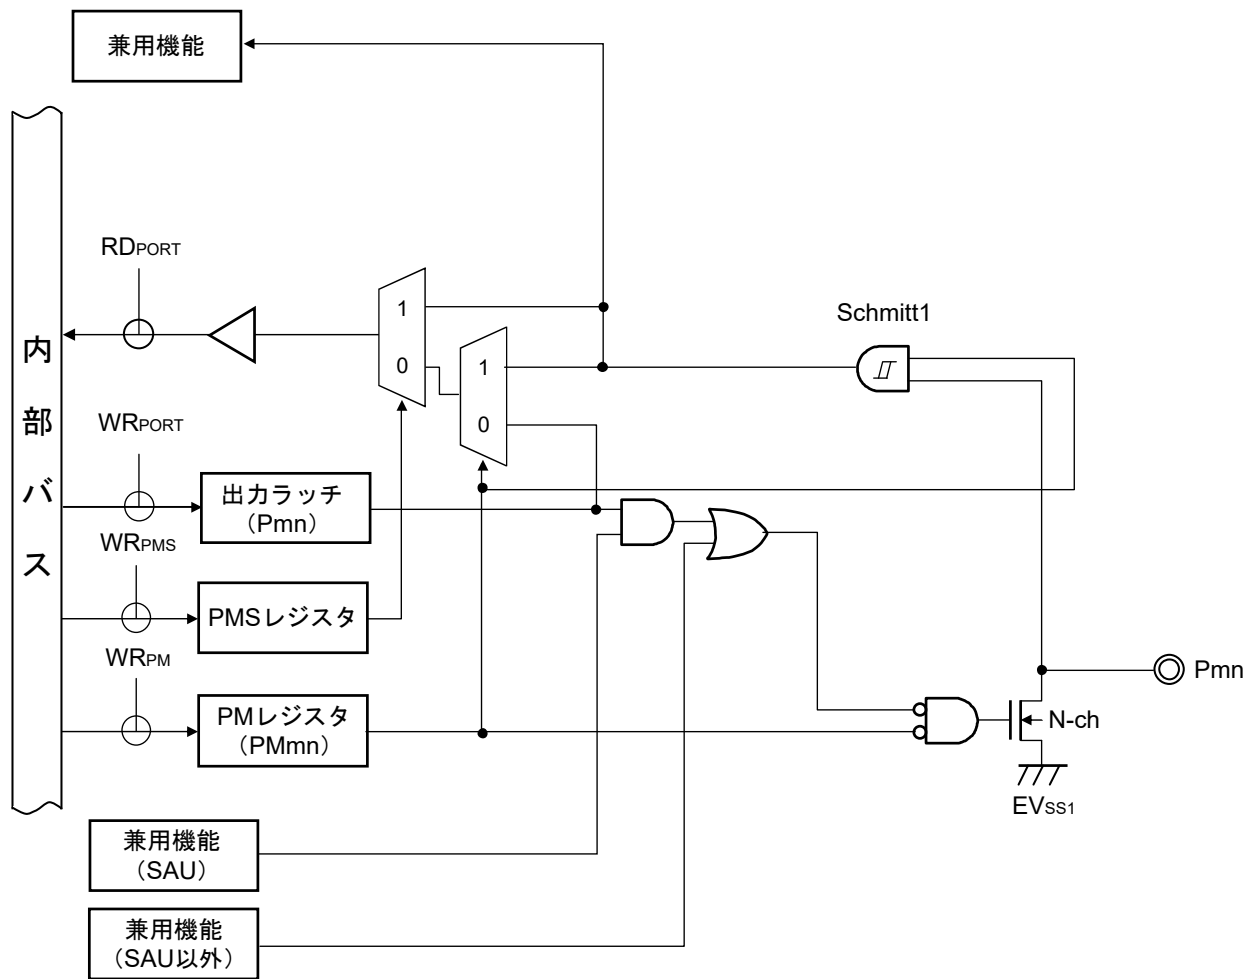 兼用機能
RDPORT
Schmitt1
1
0
1
0
内部バス
WRPORT
出力ラッチ
（Pmn）
WRPMS
PMSレジスタ
WRPM
PMレジスタ
（PMmn）
Pmn
N-ch
EVSS1
兼用機能
（SAU）
兼用機能
（SAU以外）